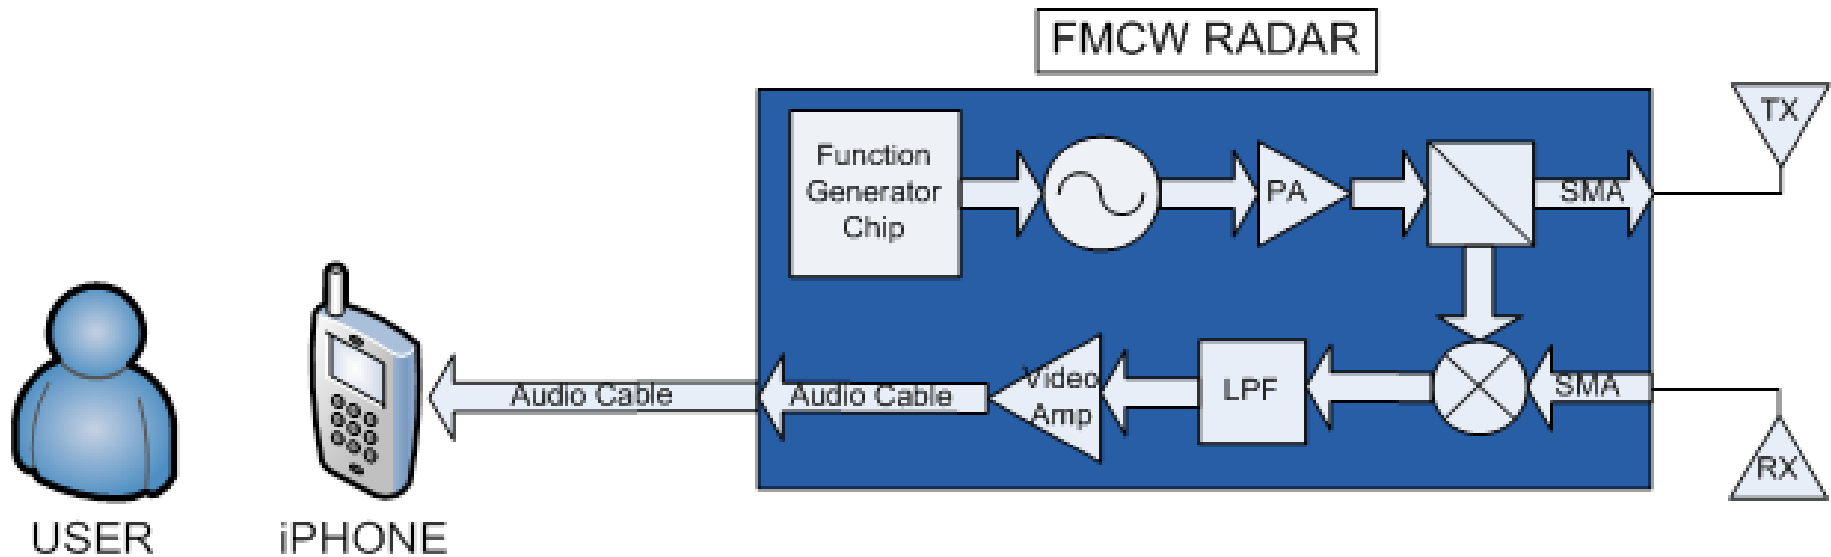 FMCW RADAR
Function
Generator
Chip
PA
SMA
TX
Audio Cable
Audio Cable
Video
Amp
LPF
SMA
RX
USER
iPHONE